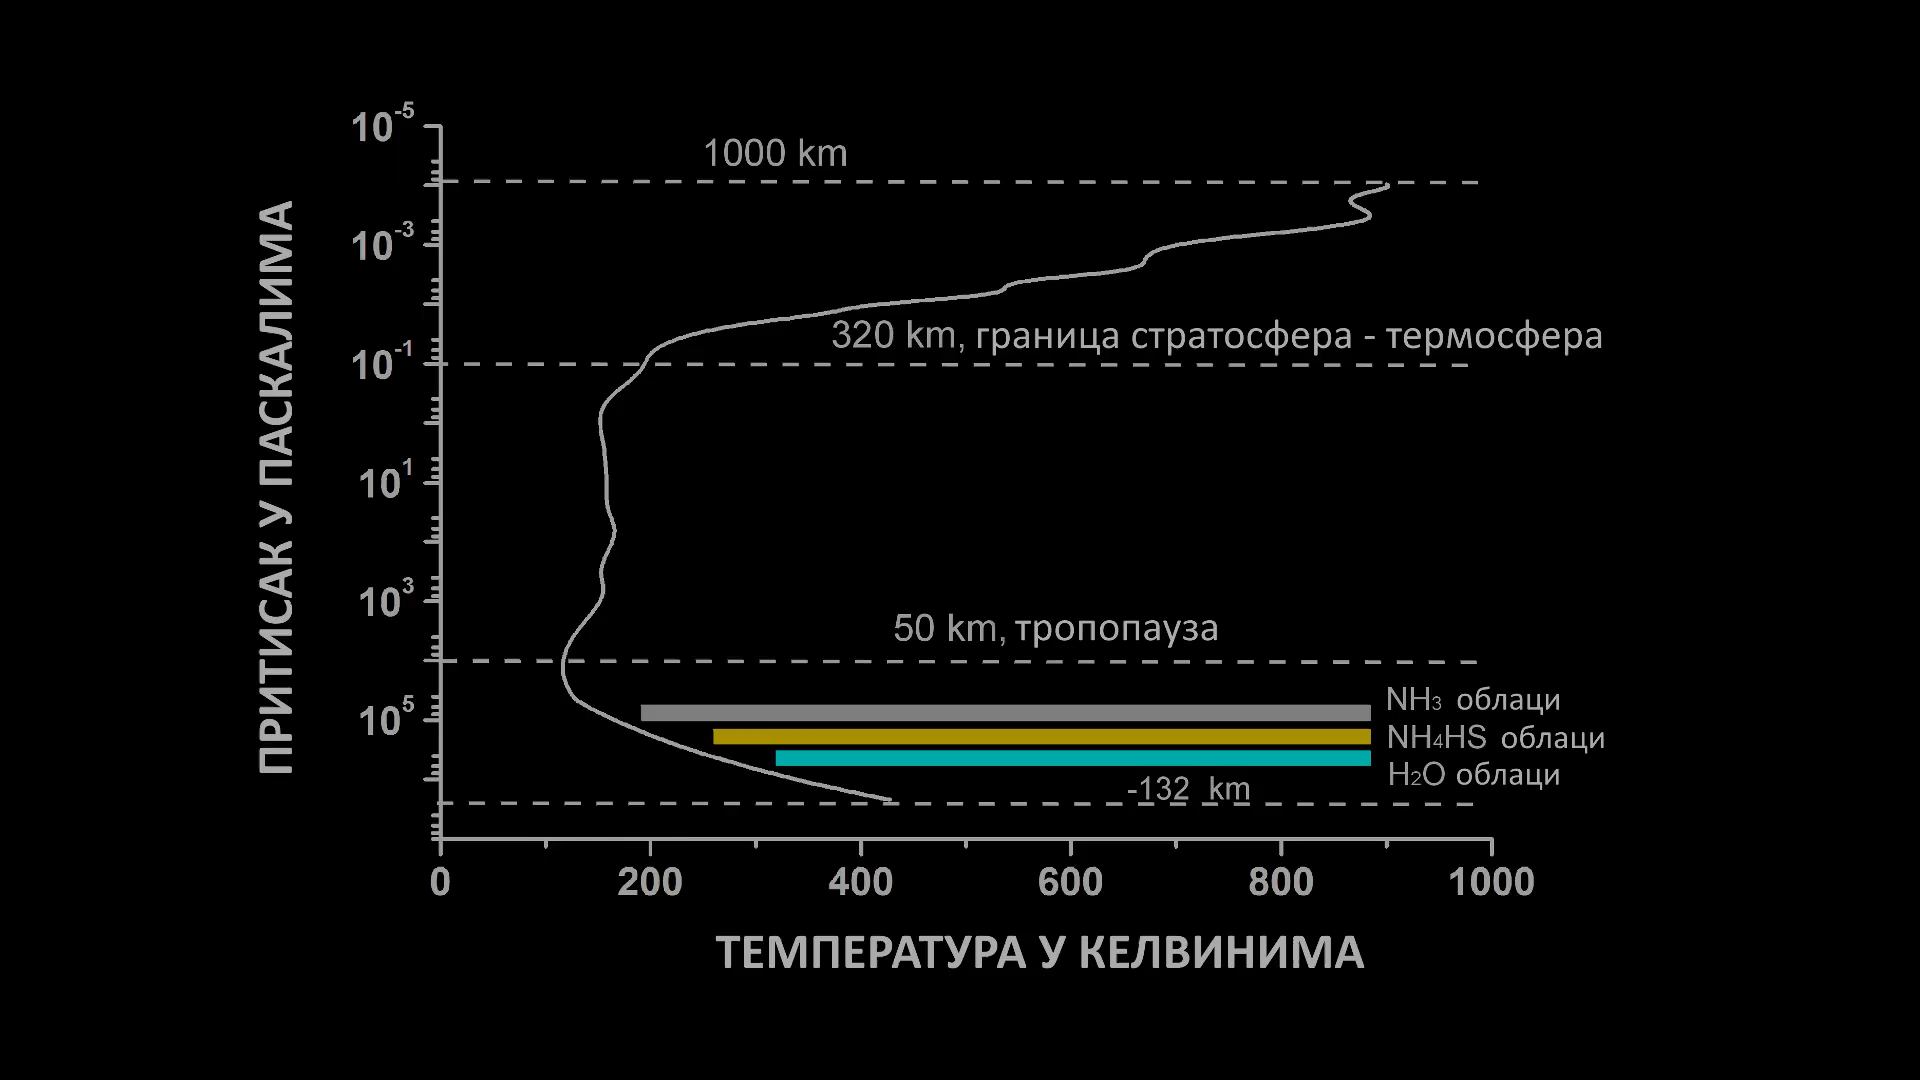 10⁻⁵
1000 km
10⁻³
320 km, граница стратосфера - термосфера
10⁻¹
10¹
10³
50 km, тропопауза
NH₃ облаци
10⁵
NH₄HS облаци
H₂O облаци
-132 km
0 200 400 600 800 1000
ТЕМПЕРАТУРА У КЕЛВИНИМА
ПРИТИСАК У ПАСКАЛИМА